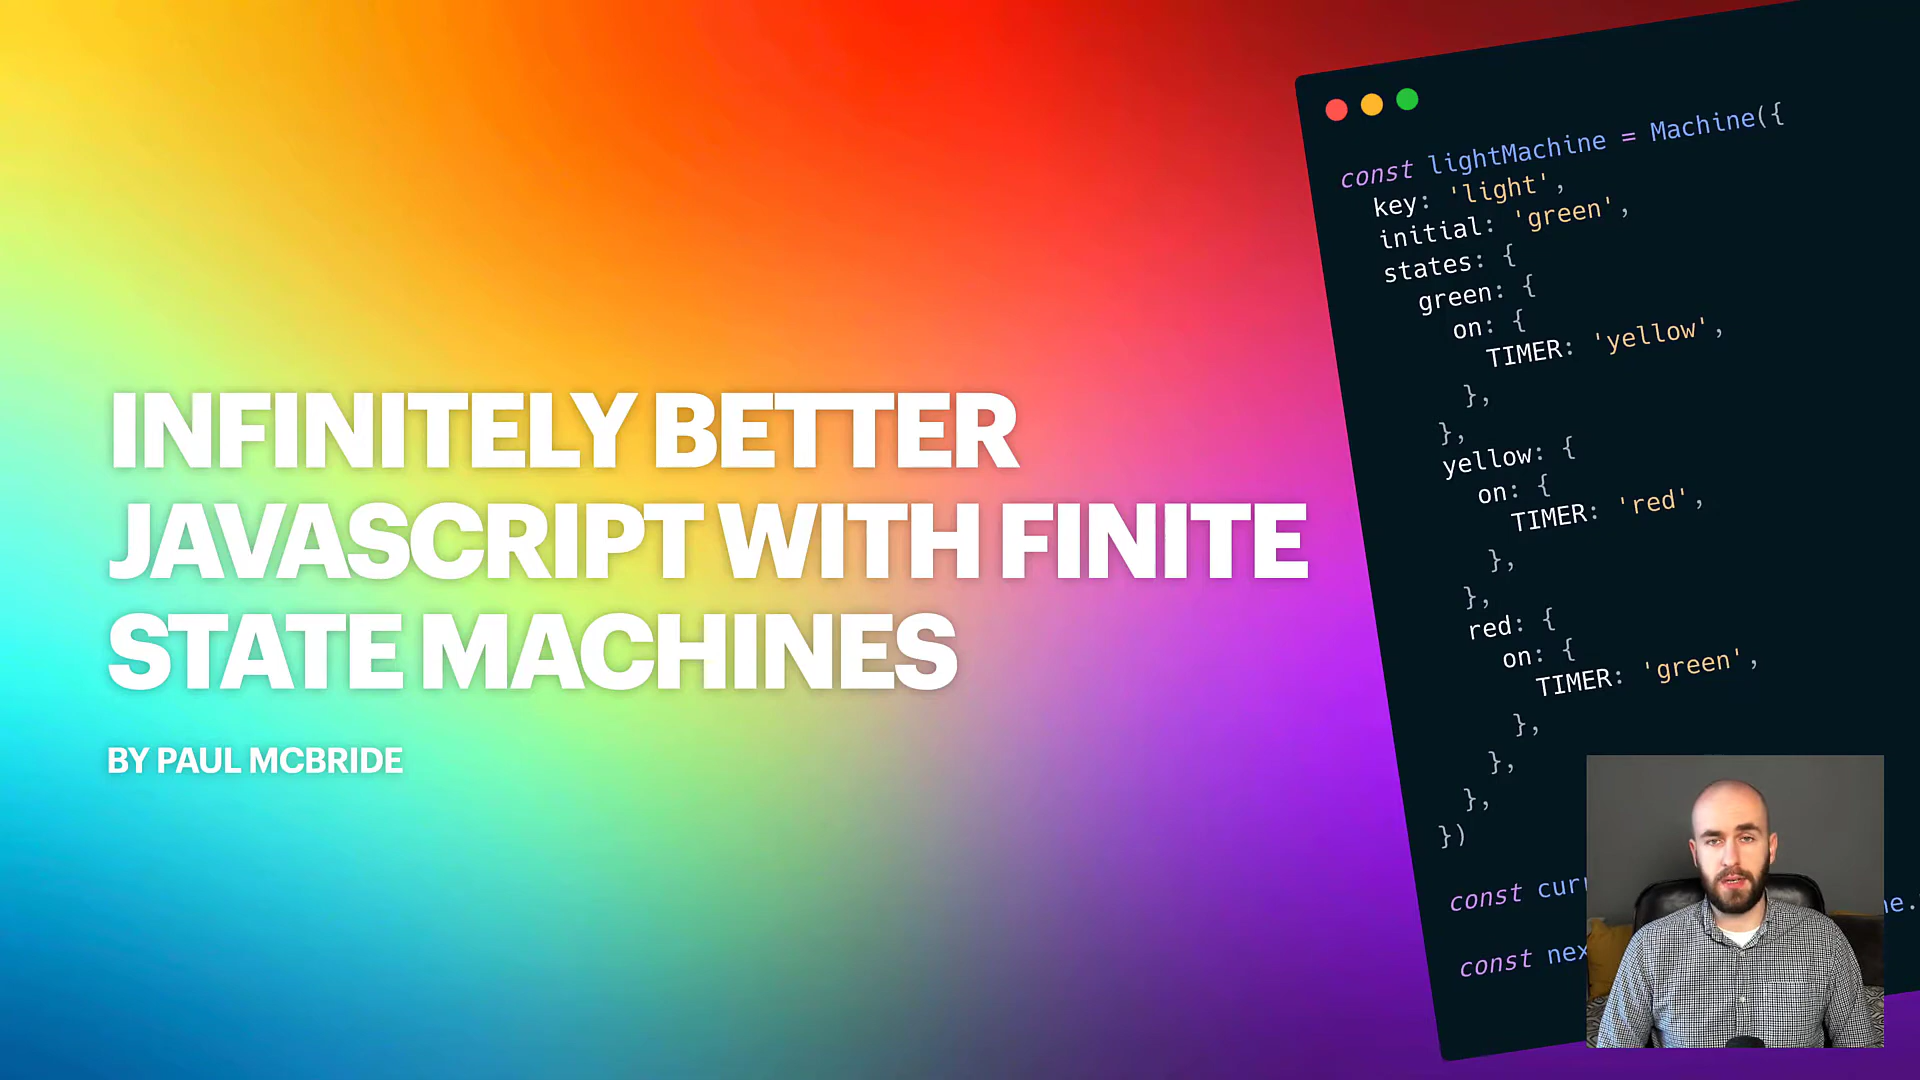 INFINITELY BETTER
JAVASCRIPT WITH FINITE
STATE MACHINES
BY PAUL MCBRIDE
const lightMachine = Machine({
key: 'light',
initial: 'green',
states: {
green: {
on: {
TIMER: 'yellow',
},
},
yellow: {
on: {
TIMER: 'red',
},
},
red: {
on: {
TIMER: 'green',
},
},
},
})
const
const